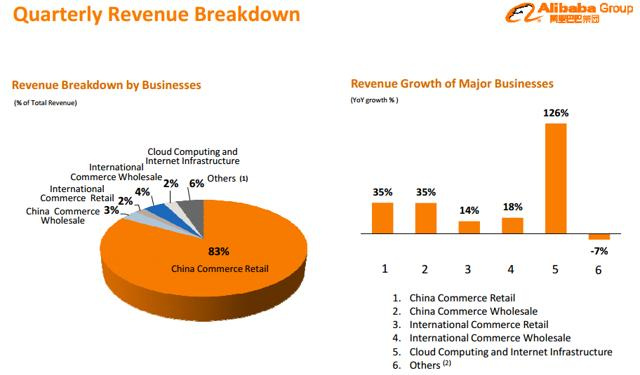 Quarterly Revenue Breakdown
Alibaba Group
阿里巴巴集团
Revenue Breakdown by Businesses
(% of Total Revenue)
Cloud Computing and
Internet Infrastructure
International
Commerce Wholesale
International
Commerce Retail
China Commerce
Wholesale
3%
2%
4%
2%
6%
Others (1)
83%
China Commerce Retail
Revenue Growth of Major Businesses
(YoY growth %)
35%
35%
14%
18%
126%
-7%
1 2 3 4 5 6
1. China Commerce Retail
2. China Commerce Wholesale
3. International Commerce Retail
4. International Commerce Wholesale
5. Cloud Computing and Internet Infrastructure
6. Others (2)